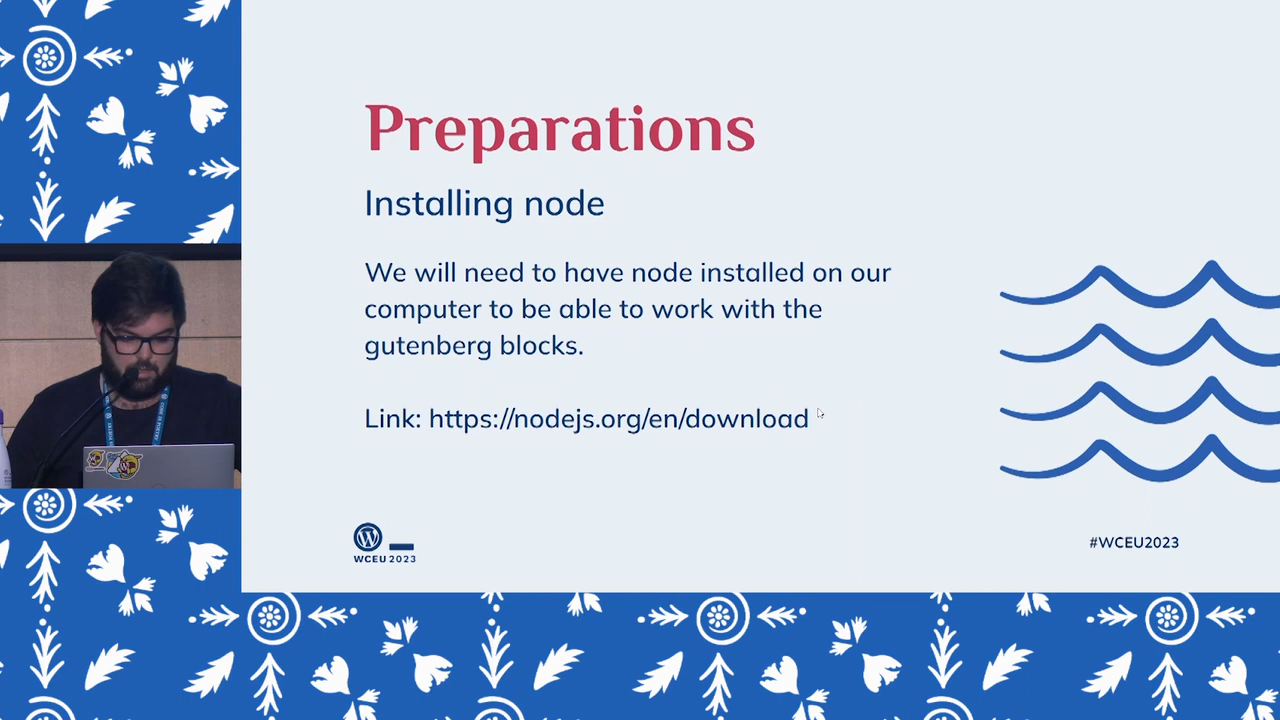 Preparations
Installing node
We will need to have node installed on our
computer to be able to work with the
gutenberg blocks.
Link: https://nodejs.org/en/download
WCEU 2023
#WCEU2023